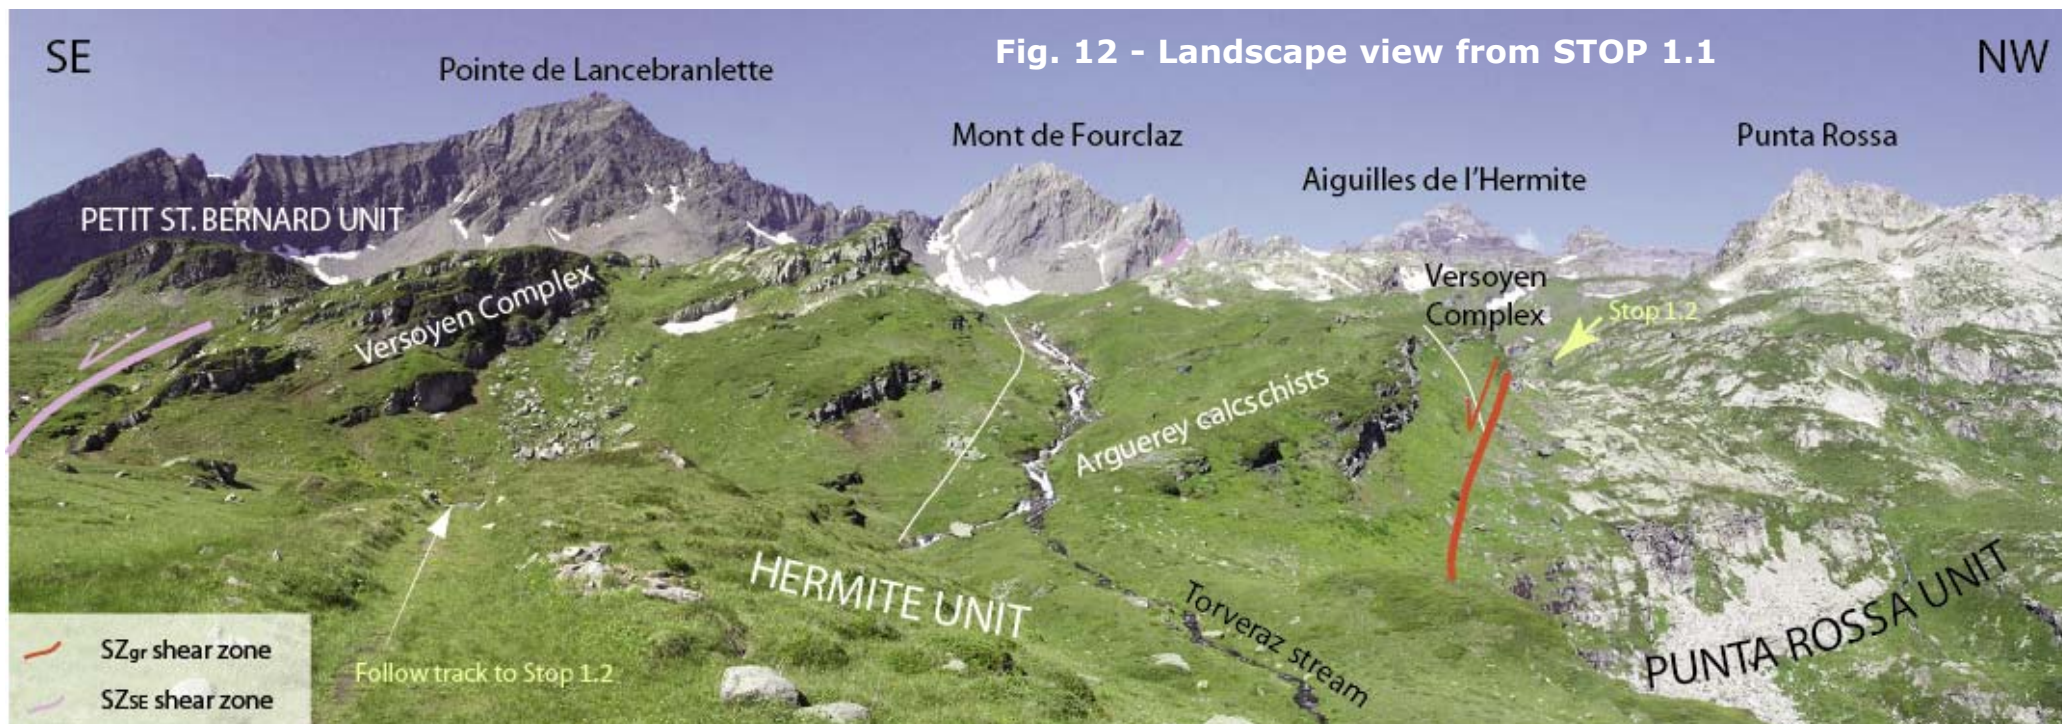 SE
Fig. 12 - Landscape view from STOP 1.1
NW
Pointe de Lancebranlette
Mont de Fourclaz
Punta Rossa
Aiguilles de l'Hermite
PETIT ST. BERNARD UNIT
Versoyen Complex
Versoyen
Complex
Stop 1.2
Arguerey calcschists
HERMITE UNIT
Torveraz stream
PUNTA ROSSA UNIT
Follow track to Stop 1.2
SZgr shear zone
SZSE shear zone